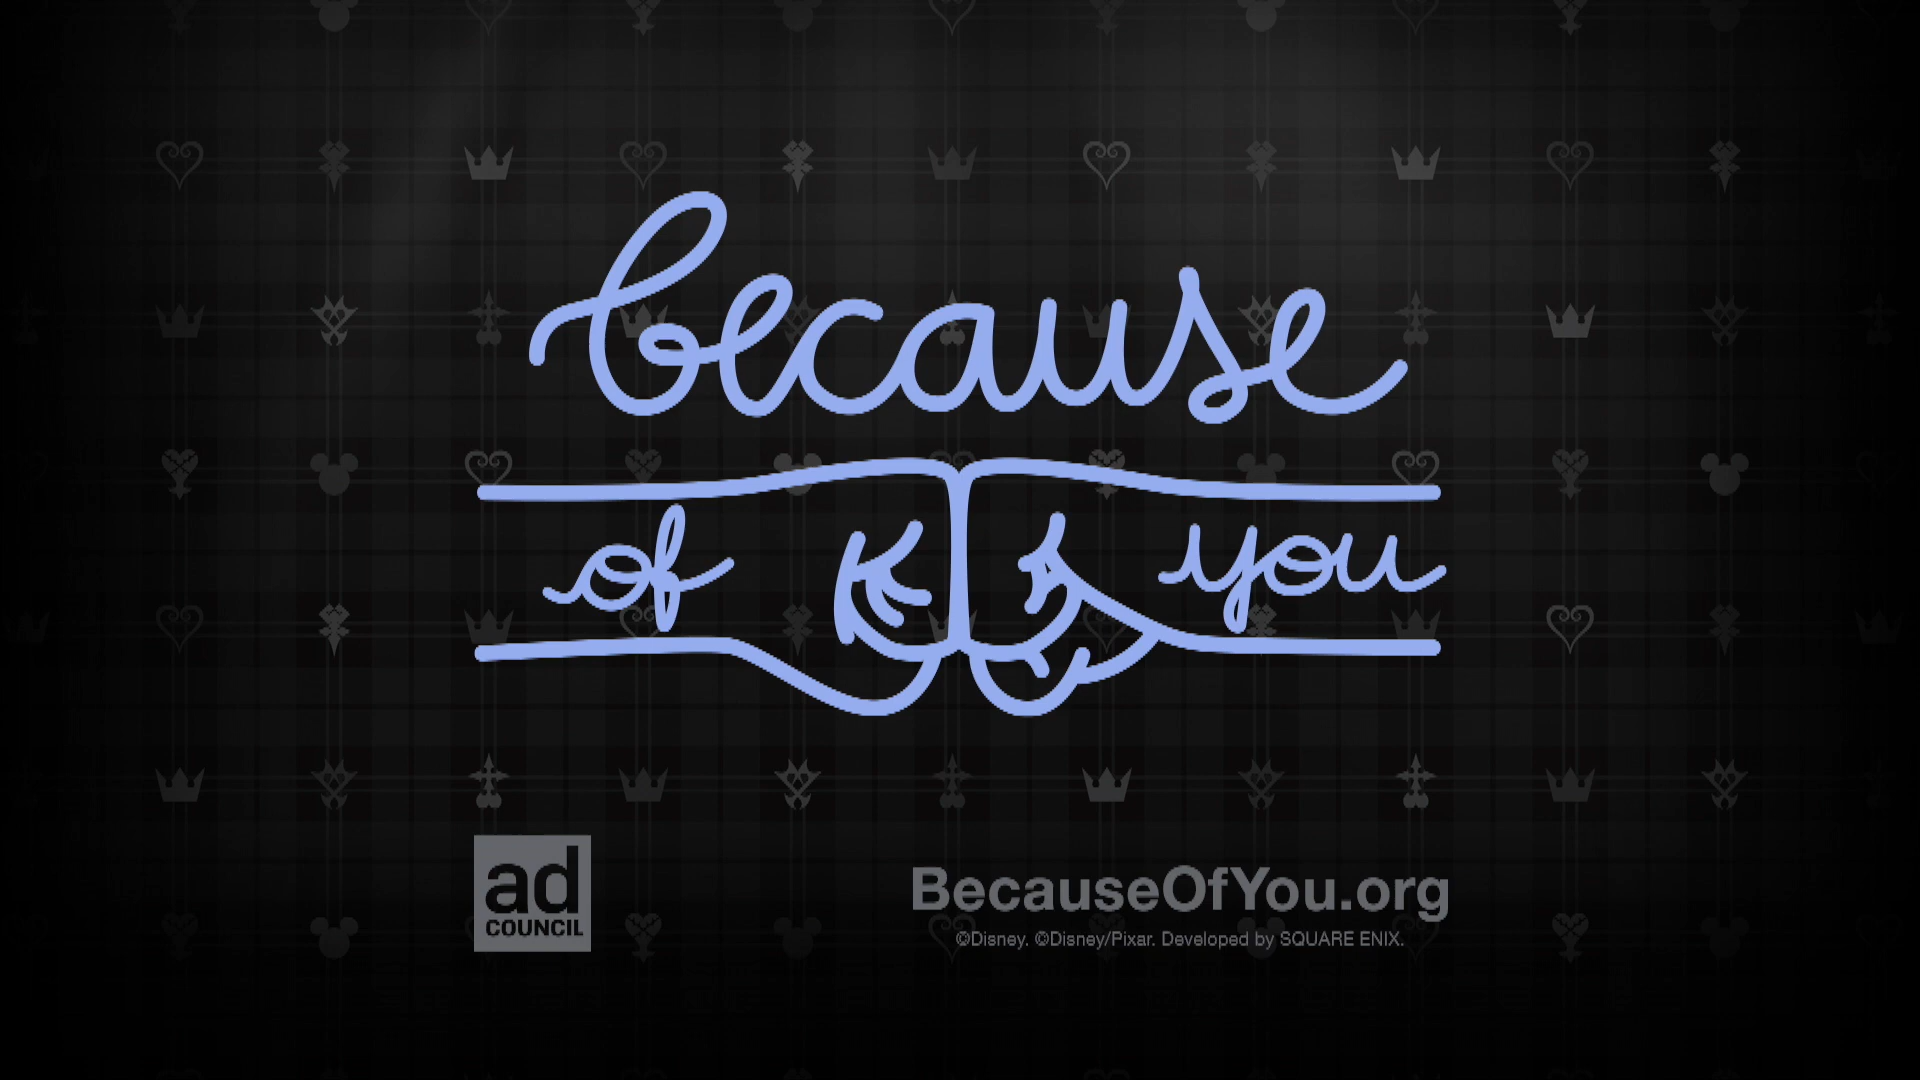 because
of you
ad
COUNCIL
BecauseOfYou.org
©Disney. ©Disney/Pixar. Developed by SQUARE ENIX.